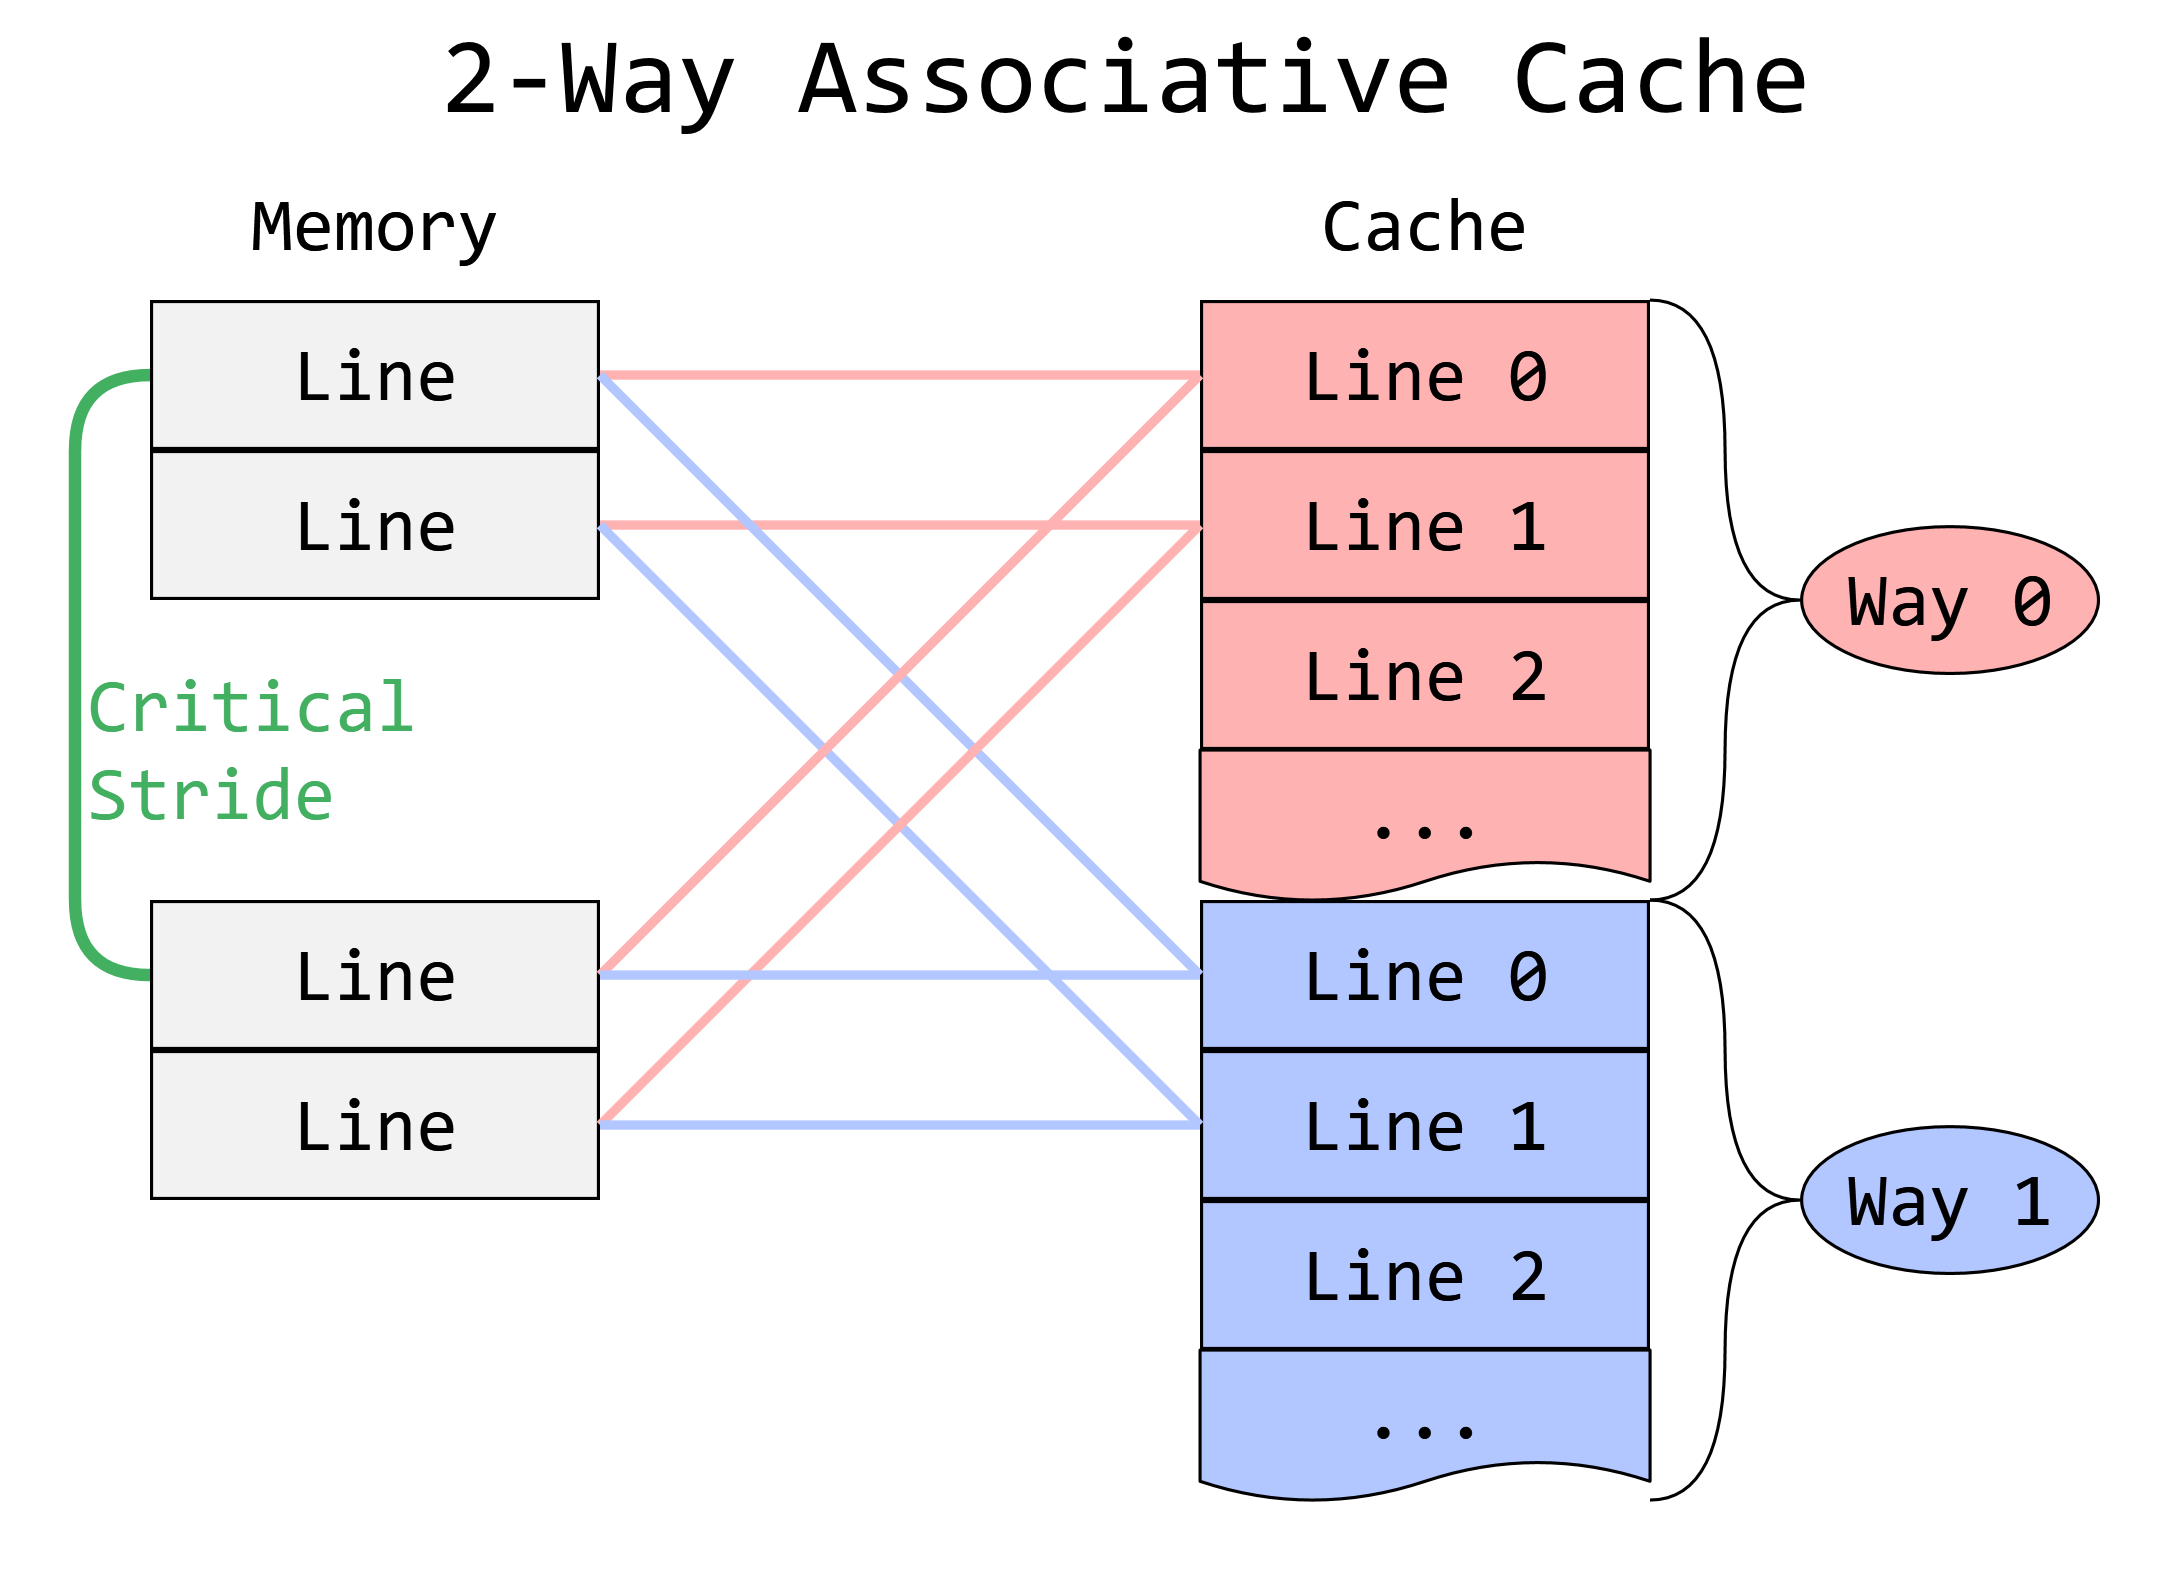 2-Way Associative Cache
Memory
Cache
Line
Line
Critical
Stride
Line
Line
Line 0
Line 1
Line 2
...
Line 0
Line 1
Line 2
...
Way 0
Way 1